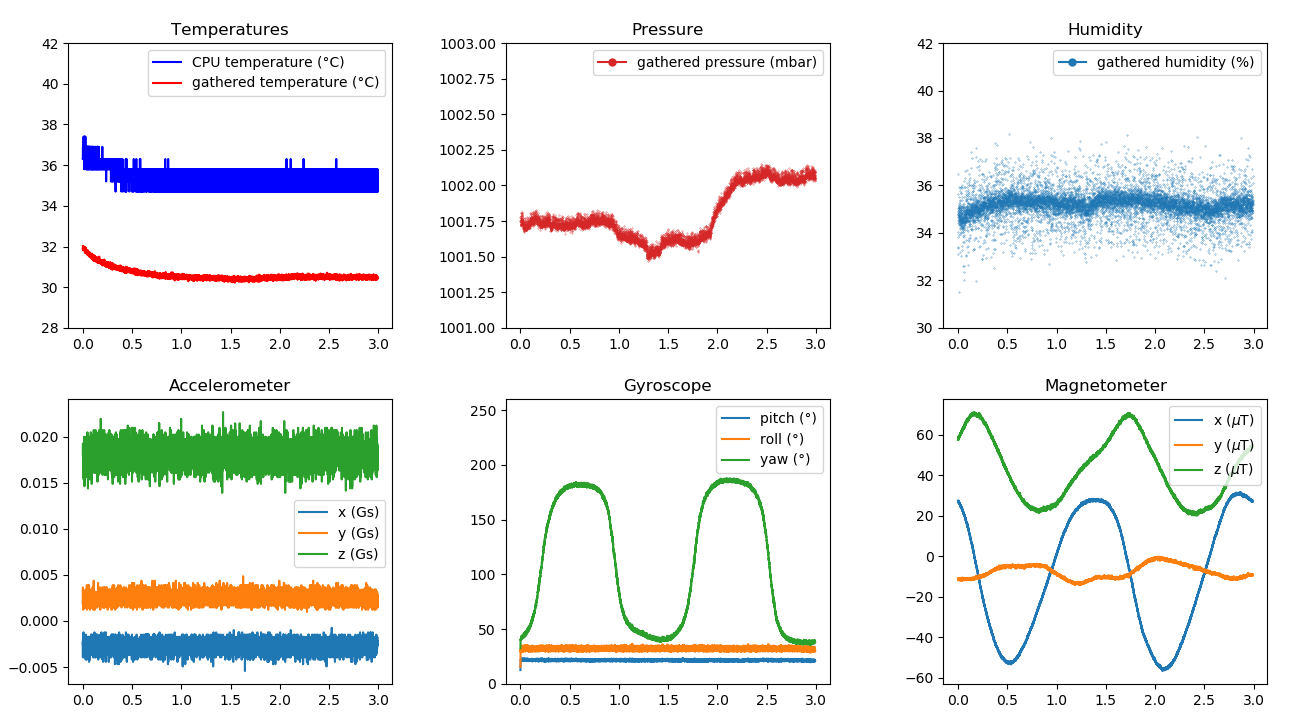 Temperatures
42
40
38
36
34
32
30
28
CPU temperature (°C)
gathered temperature (°C)
0.0 0.5 1.0 1.5 2.0 2.5 3.0
Pressure
1003.00
1002.75
1002.50
1002.25
1002.00
1001.75
1001.50
1001.25
1001.00
gathered pressure (mbar)
0.0 0.5 1.0 1.5 2.0 2.5 3.0
Humidity
42
40
38
36
34
32
30
gathered humidity (%)
0.0 0.5 1.0 1.5 2.0 2.5 3.0
Accelerometer
0.020
0.015
0.010
0.005
0.000
−0.005
x (Gs)
y (Gs)
z (Gs)
0.0 0.5 1.0 1.5 2.0 2.5 3.0
Gyroscope
250
200
150
100
50
0
pitch (°)
roll (°)
yaw (°)
0.0 0.5 1.0 1.5 2.0 2.5 3.0
Magnetometer
60
40
20
0
−20
−40
−60
x (μT)
y (μT)
z (μT)
0.0 0.5 1.0 1.5 2.0 2.5 3.0